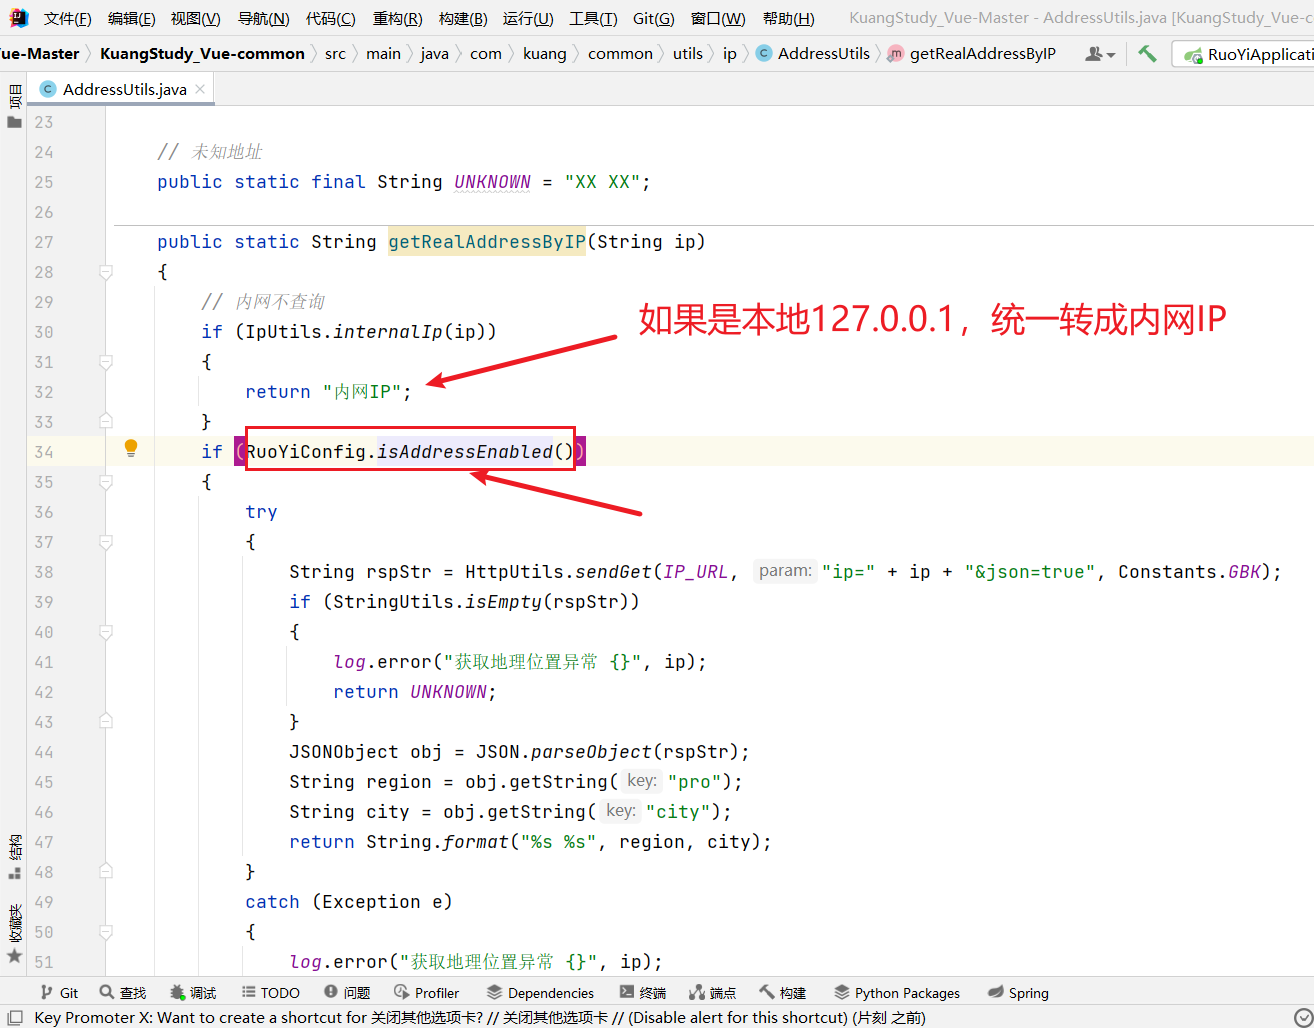 文件(F) 编辑(E) 视图(V) 导航(N) 代码(C) 重构(R) 构建(B) 运行(U) 工具(T) Git(G) 窗口(W) 帮助(H) KuangStudy_Vue-Master - AddressUtils.java [KuangStudy_Vue-c
ue-Master KuangStudy_Vue-common src main java com kuang common utils ip AddressUtils getRealAddressByIP RuoYiApplicati
AddressUtils.java
项目
23
24 // 未知地址
25 public static final String UNKNOWN = "XX XX";
26
27 public static String getRealAddressByIP(String ip)
28 {
29 // 内网不查询
如果是本地127.0.0.1，统一转成内网IP
30 if (IpUtils.internalIp(ip))
31 {
32 return "内网IP";
33 }
34 if (RuoYiConfig.isAddressEnabled())
35 {
36 try
37 {
38 String rspStr = HttpUtils.sendGet(IP_URL, param: "ip=" + ip + "&json=true", Constants.GBK);
39 if (StringUtils.isEmpty(rspStr))
40 {
41 log.error("获取地理位置异常 {}", ip);
42 return UNKNOWN;
43 }
44 JSONObject obj = JSON.parseObject(rspStr);
45 String region = obj.getString( key: "pro");
46 String city = obj.getString( key: "city");
47 return String.format("%s %s", region, city);
48 }
49 catch (Exception e)
50 {
51 log.error("获取地理位置异常 {}", ip);
结构
收藏夹
Git 查找 调试 TODO 问题 Profiler Dependencies 终端 端点 构建 Python Packages Spring
Key Promoter X: Want to create a shortcut for 关闭其他选项卡? // 关闭其他选项卡 // (Disable alert for this shortcut) (片刻 之前)